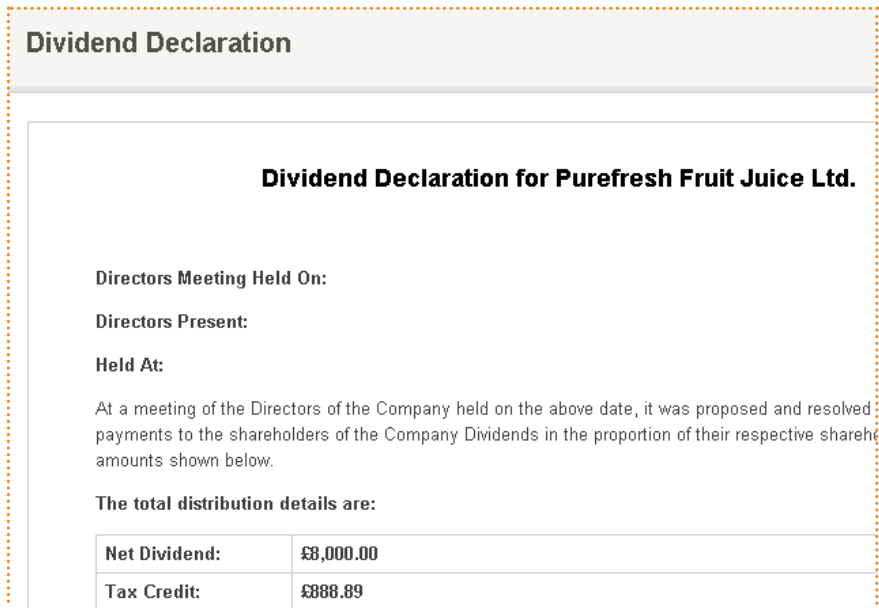 Dividend Declaration
Dividend Declaration for Purefresh Fruit Juice Ltd.
Directors Meeting Held On:
Directors Present:
Held At:
At a meeting of the Directors of the Company held on the above date, it was proposed and resolved
payments to the shareholders of the Company Dividends in the proportion of their respective
amounts shown below.
The total distribution details are:
Net Dividend: £8,000.00
Tax Credit: £888.89